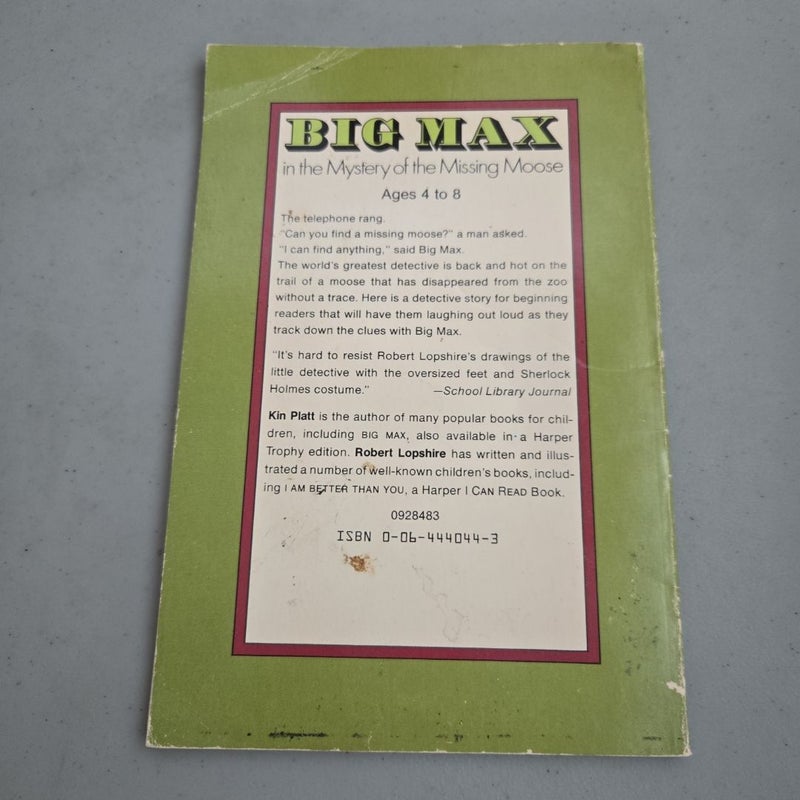 BIG MAX
in the Mystery of the Missing Moose
Ages 4 to 8
The telephone rang.
"Can you find a missing moose?" a man asked.
"I can find anything," said Big Max.
The world's greatest detective is back and hot on the
trail of a moose that has disappeared from the zoo
without a trace. Here is a detective story for beginning
readers that will have them laughing out loud as they
track down the clues with Big Max.
"It's hard to resist Robert Lopshire's drawings of the
little detective with the oversized feet and Sherlock
Holmes costume." —School Library Journal
Kin Platt is the author of many popular books for chil-
dren, including BIG MAX, also available in a Harper
Trophy edition. Robert Lopshire has written and illus-
trated a number of well-known children's books, includ-
ing I AM BETTER THAN YOU, a Harper I CAN READ Book.
0928483
ISBN 0-06-444044-3